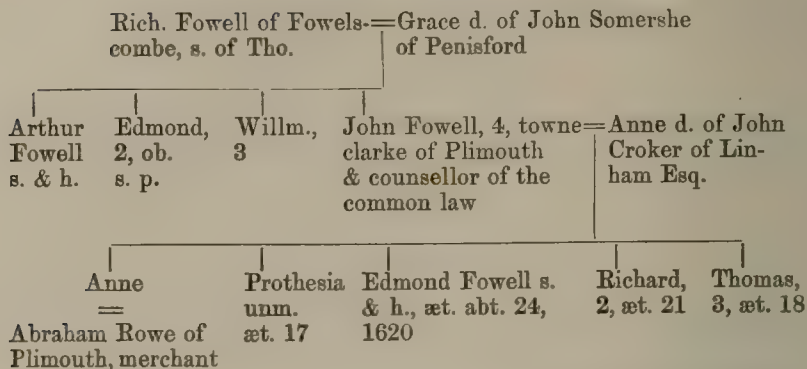 Rich. Fowell of Fowels-=Grace d. of John Somershe
combe, s. of Tho. of Penisford
Arthur Edmond, Willm., John Fowell, 4, towne=Anne d. of John
Fowell 2, ob. 3 clarke of Plimouth Croker of Lin-
s. & h. s. p. & counsellor of the ham Esq.
common law
Anne Prothesia Edmond Fowell s. Richard, Thomas,
= unm. & h., æt. abt. 24, 2, æt. 21 3, æt. 18
Abraham Rowe of æt. 17 1620
Plimouth, merchant